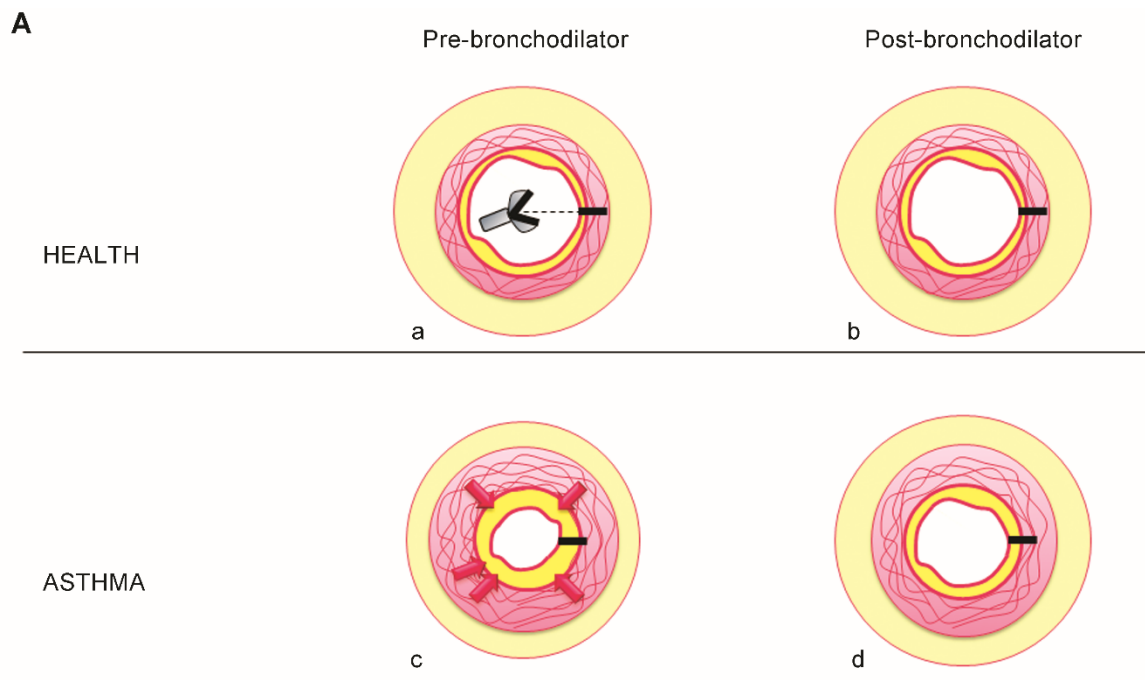 A
Pre-bronchodilator
Post-bronchodilator
HEALTH
a
b
ASTHMA
c
d